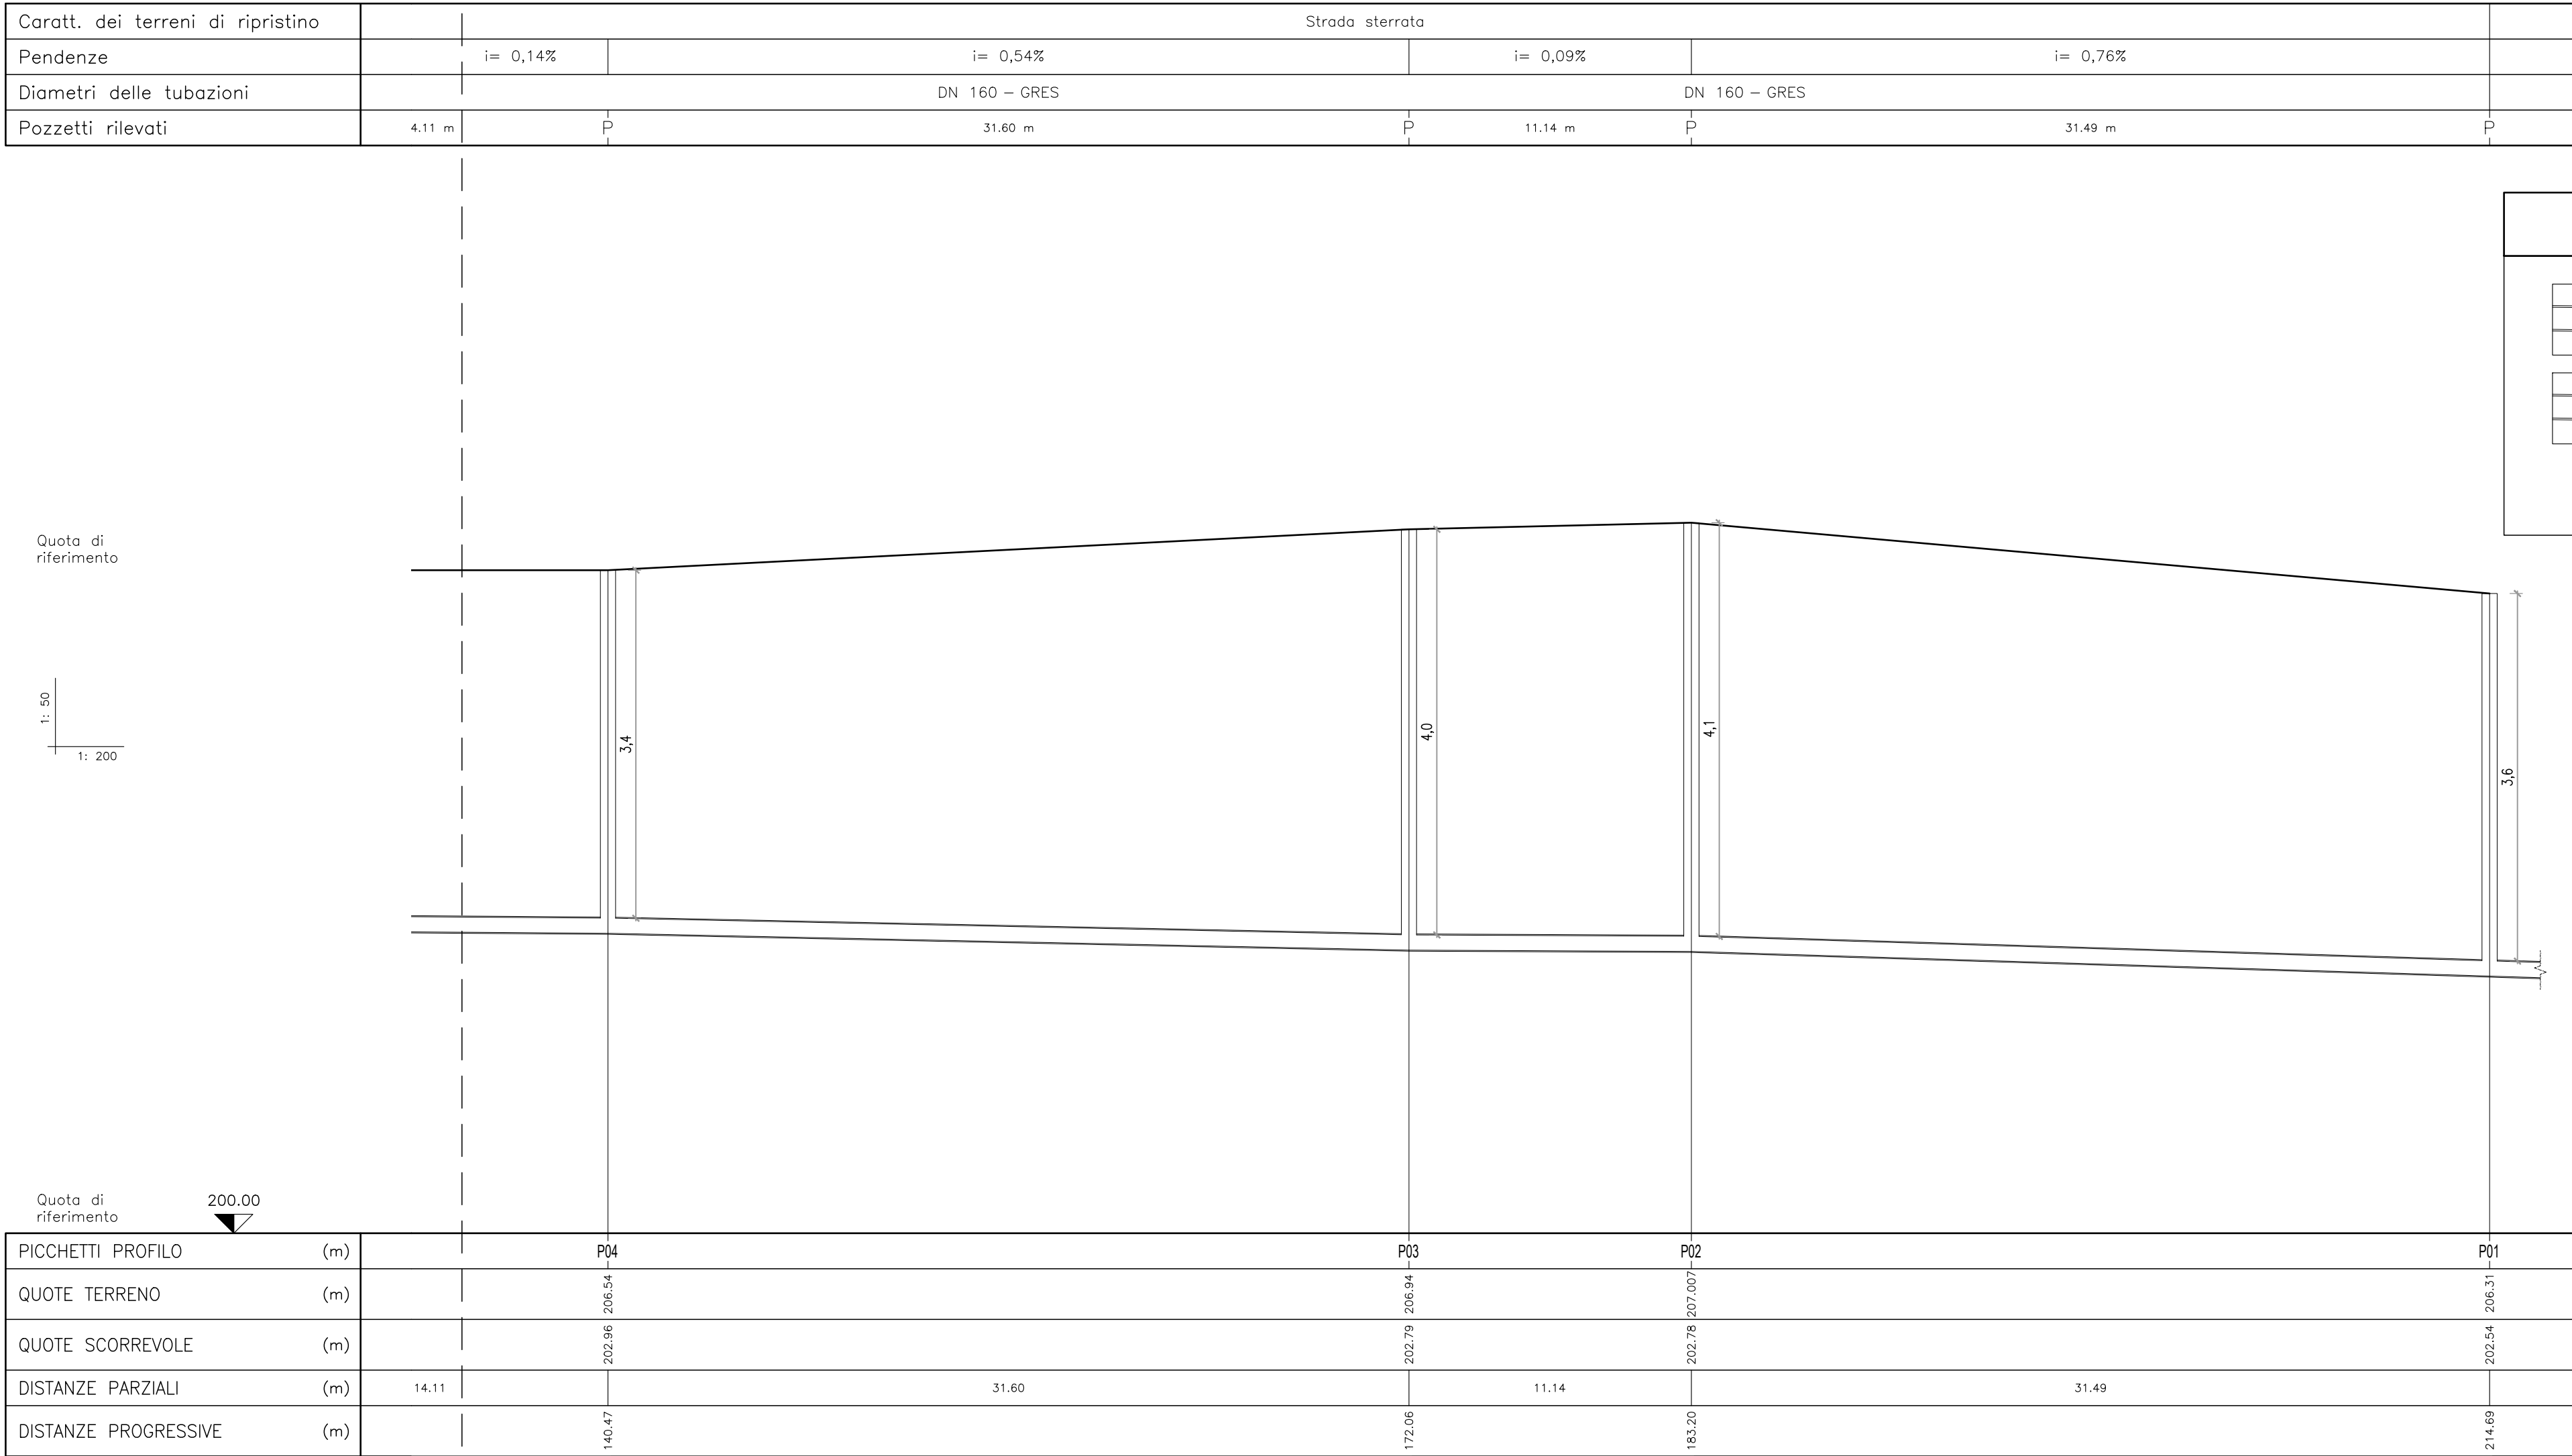 Caratt. dei terreni di ripristino
Strada sterrata
Pendenze
i= 0,14%
i= 0,54%
i= 0,09%
i= 0,76%
Diametri delle tubazioni
DN 160 – GRES
DN 160 – GRES
Pozzetti rilevati
4.11 m
P
31.60 m
P
11.14 m
P
31.49 m
P
Quota di
riferimento
1: 50
1: 200
3,4
4,0
4,1
3,6
Quota di
riferimento
200.00
PICCHETTI PROFILO (m)
P04
P03
P02
P01
QUOTE TERRENO (m)
206.54
206.94
207.007
206.31
QUOTE SCORREVOLE (m)
202.96
202.79
202.78
202.54
DISTANZE PARZIALI (m)
14.11
31.60
11.14
31.49
DISTANZE PROGRESSIVE (m)
140.47
172.06
183.20
214.69